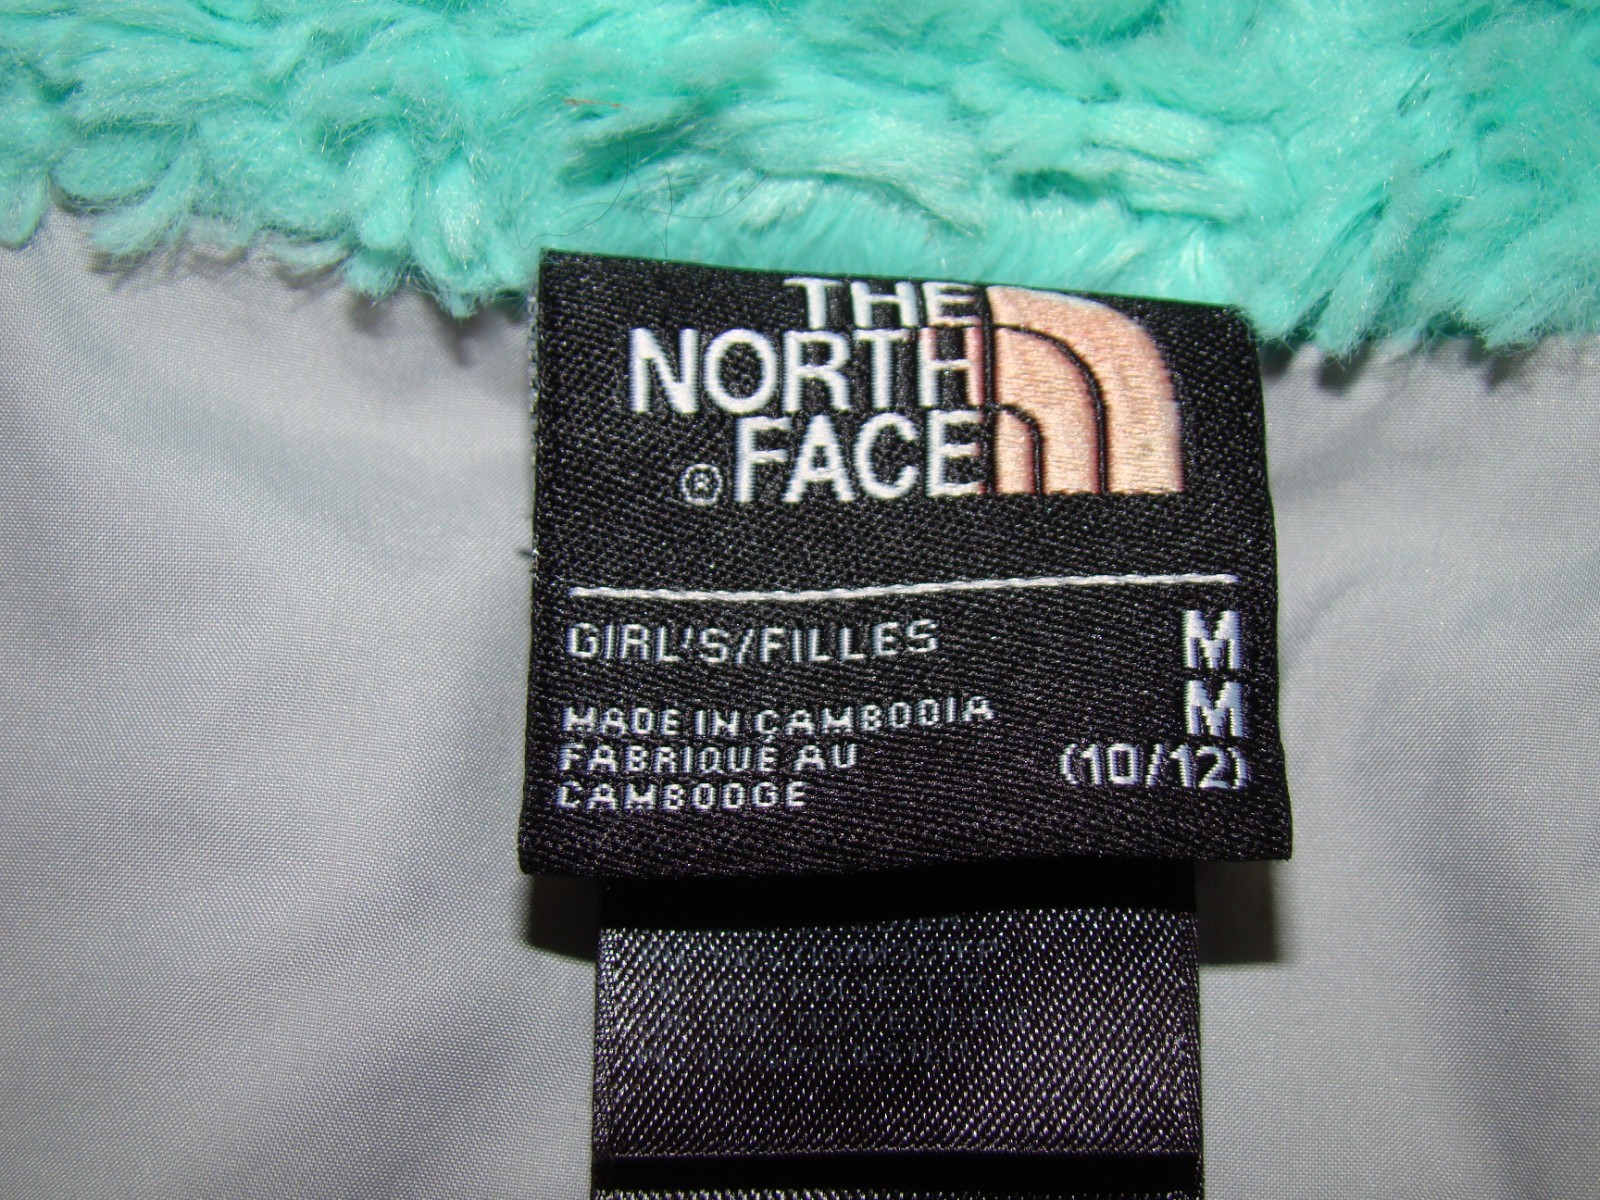 THE
NORTH
® FACE
GIRL'S/FILLES M
M
MADE IN CAMBODIA
FABRIQUE AU (10/12)
CAMBODGE